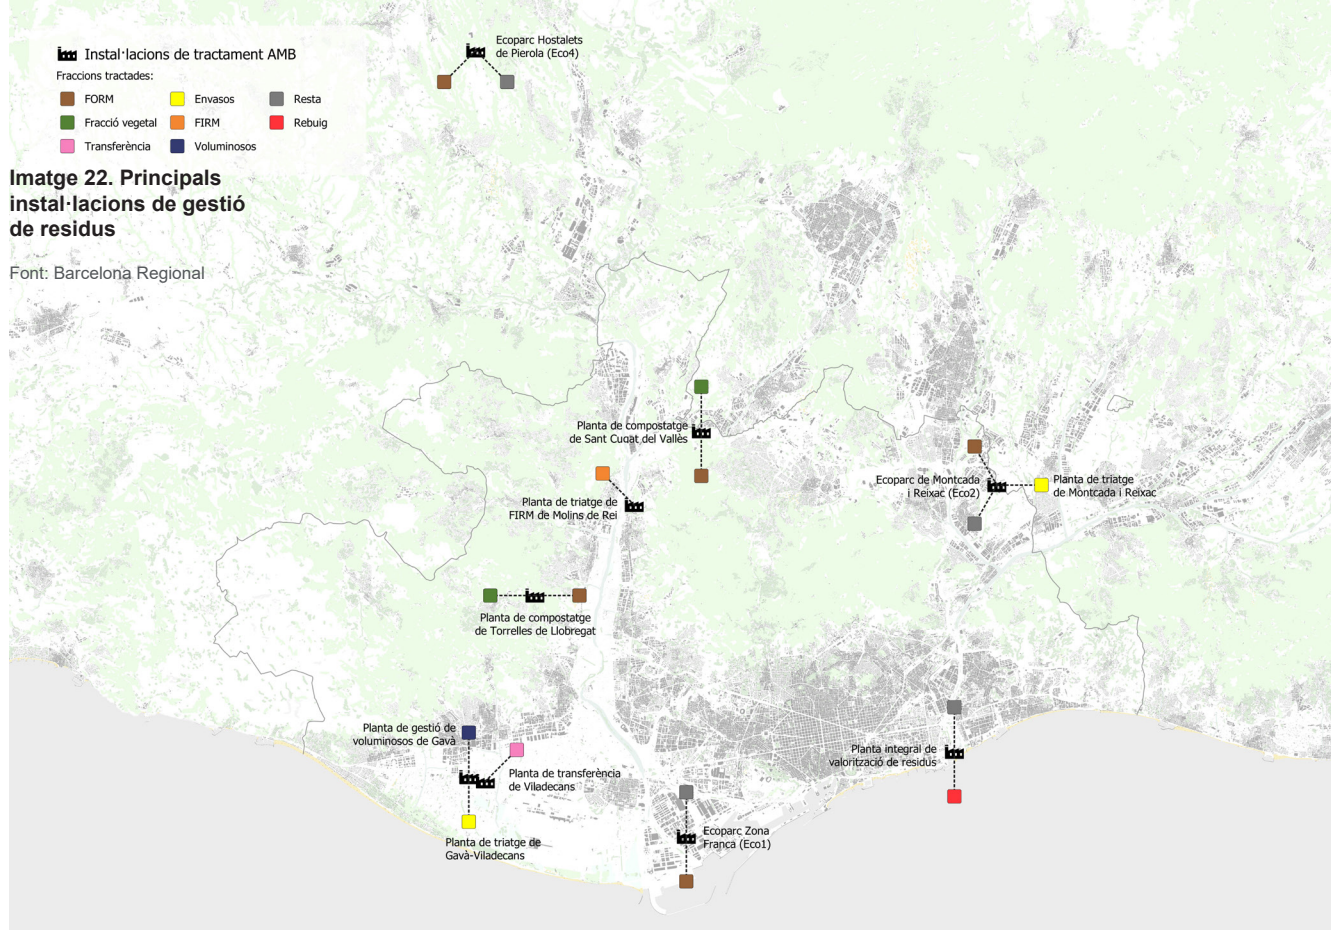 Instal·lacions de tractament AMB
Fraccions tractades:
FORM
Envasos
Resta
Fracció vegetal
FIRM
Rebuig
Transferència
Voluminosos
Imatge 22. Principals
instal·lacions de gestió
de residus
Font: Barcelona Regional
Ecoparc Hostalets
de Pierola (Eco4)
Planta de compostatge
de Sant Cugat del Vallès
Planta de triatge de
FIRM de Molins de Rei
Ecoparc de Montcada
i Reixac (Eco2)
Planta de triatge
de Montcada i Reixac
Planta de compostatge
de Torrelles de Llobregat
Planta de gestió de
voluminosos de Gavà
Planta de transferència
de Viladecans
Planta de triatge de
Gavà-Viladecans
Planta integral de
valorització de residus
Ecoparc Zona
Franca (Eco1)